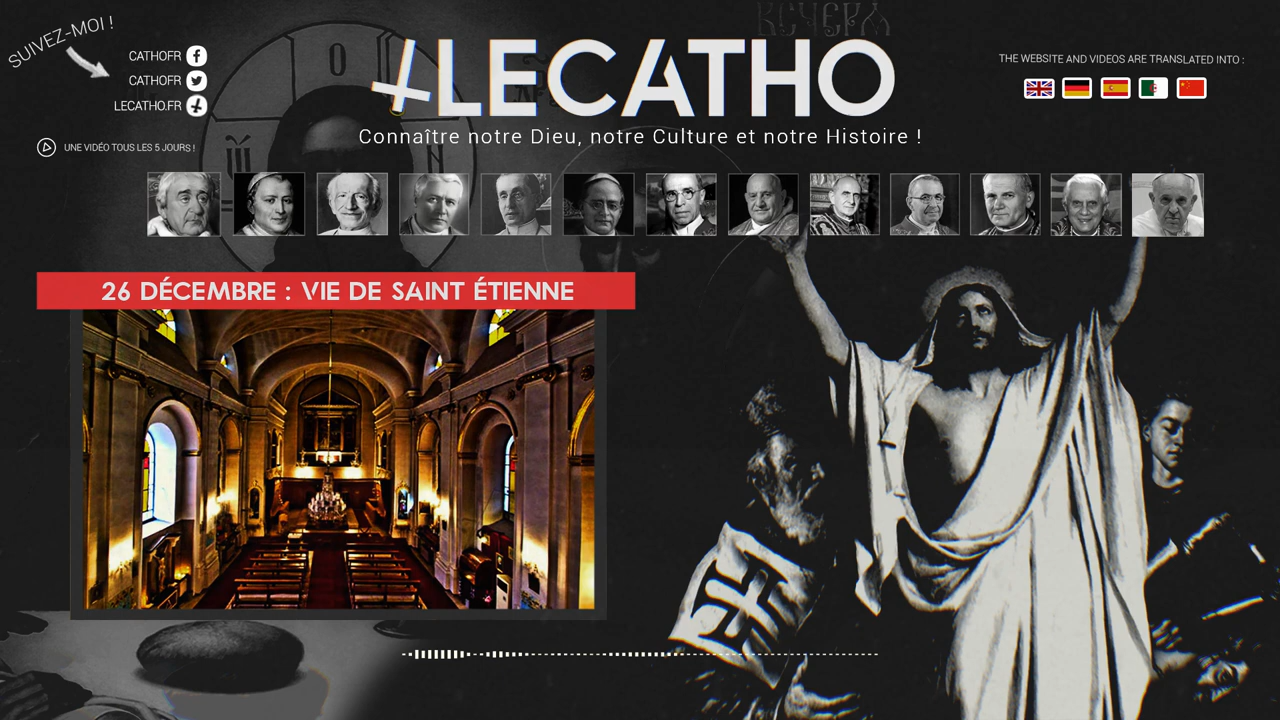 SUIVEZ-MOI !
CATHOFR
CATHOFR
LECATHO.FR
UNE VIDÉO TOUS LES 5 JOURS !
LECATHO
Connaître notre Dieu, notre Culture et notre Histoire !
THE WEBSITE AND VIDEOS ARE TRANSLATED INTO :
26 DÉCEMBRE : VIE DE SAINT ÉTIENNE